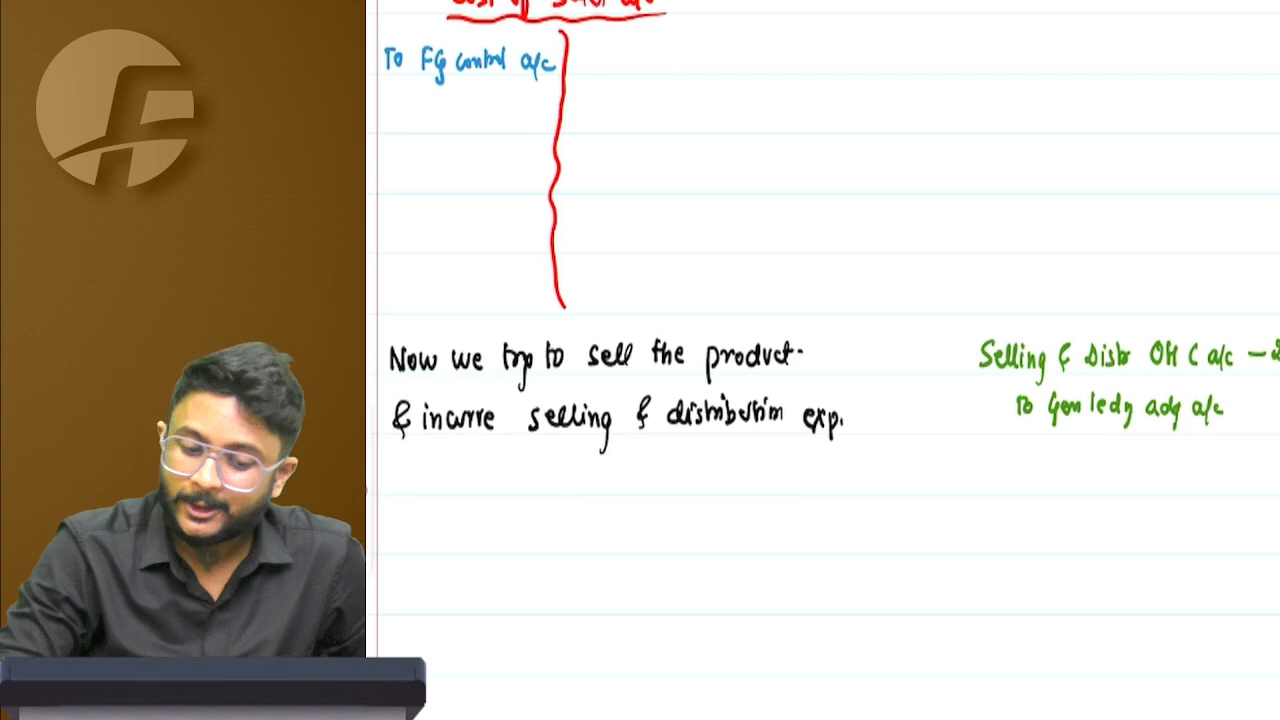 To FG control a/c
Now we try to sell the product.
& incurre selling & distribution exp.
Selling & Distr OH C a/c —
To Gen ledg adj a/c